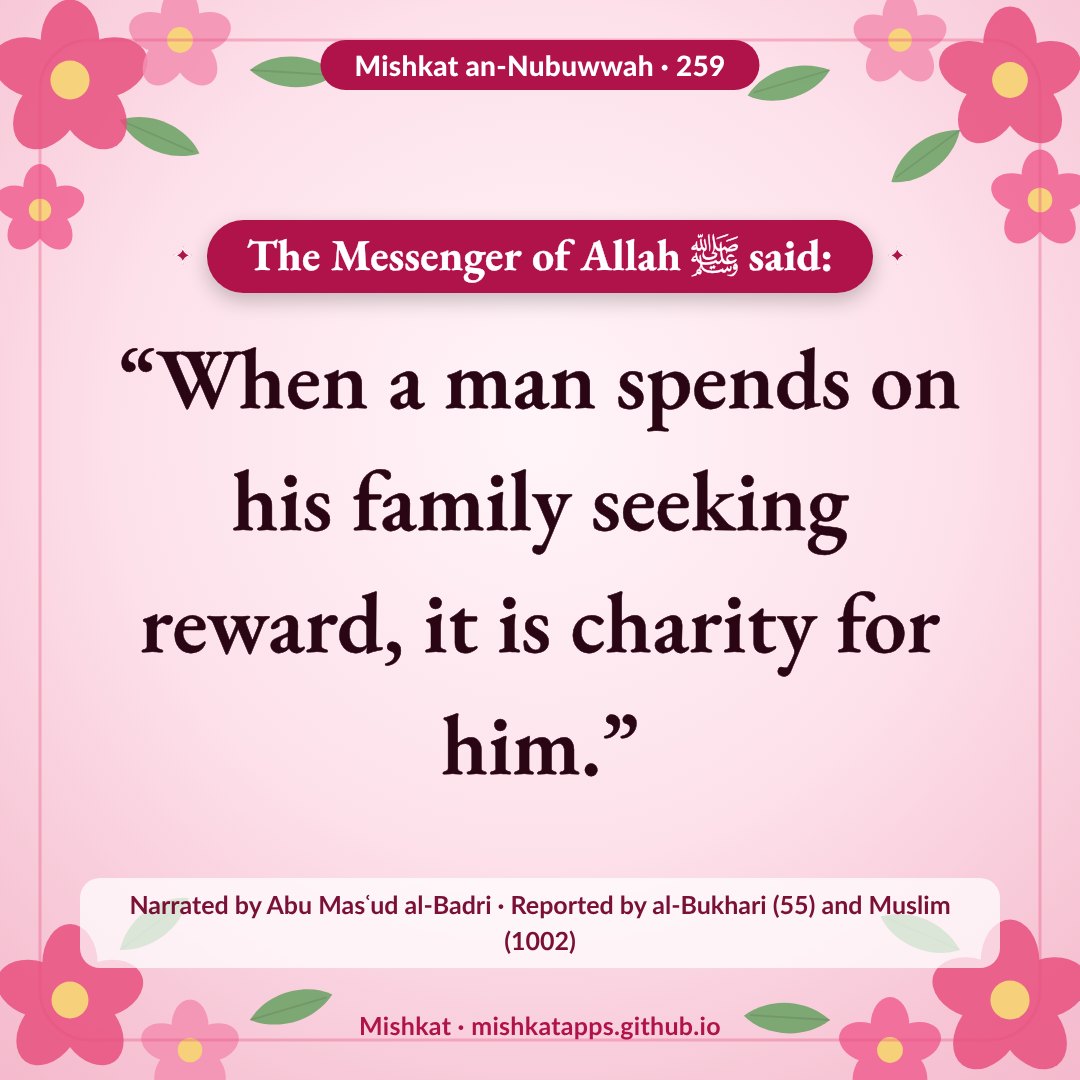 Mishkat an-Nubuwwah · 259
The Messenger of Allah ﷺ said:
“When a man spends on
his family seeking
reward, it is charity for
him.”
Narrated by Abu Masʿud al-Badri · Reported by al-Bukhari (55) and Muslim
(1002)
Mishkat · mishkatapps.github.io